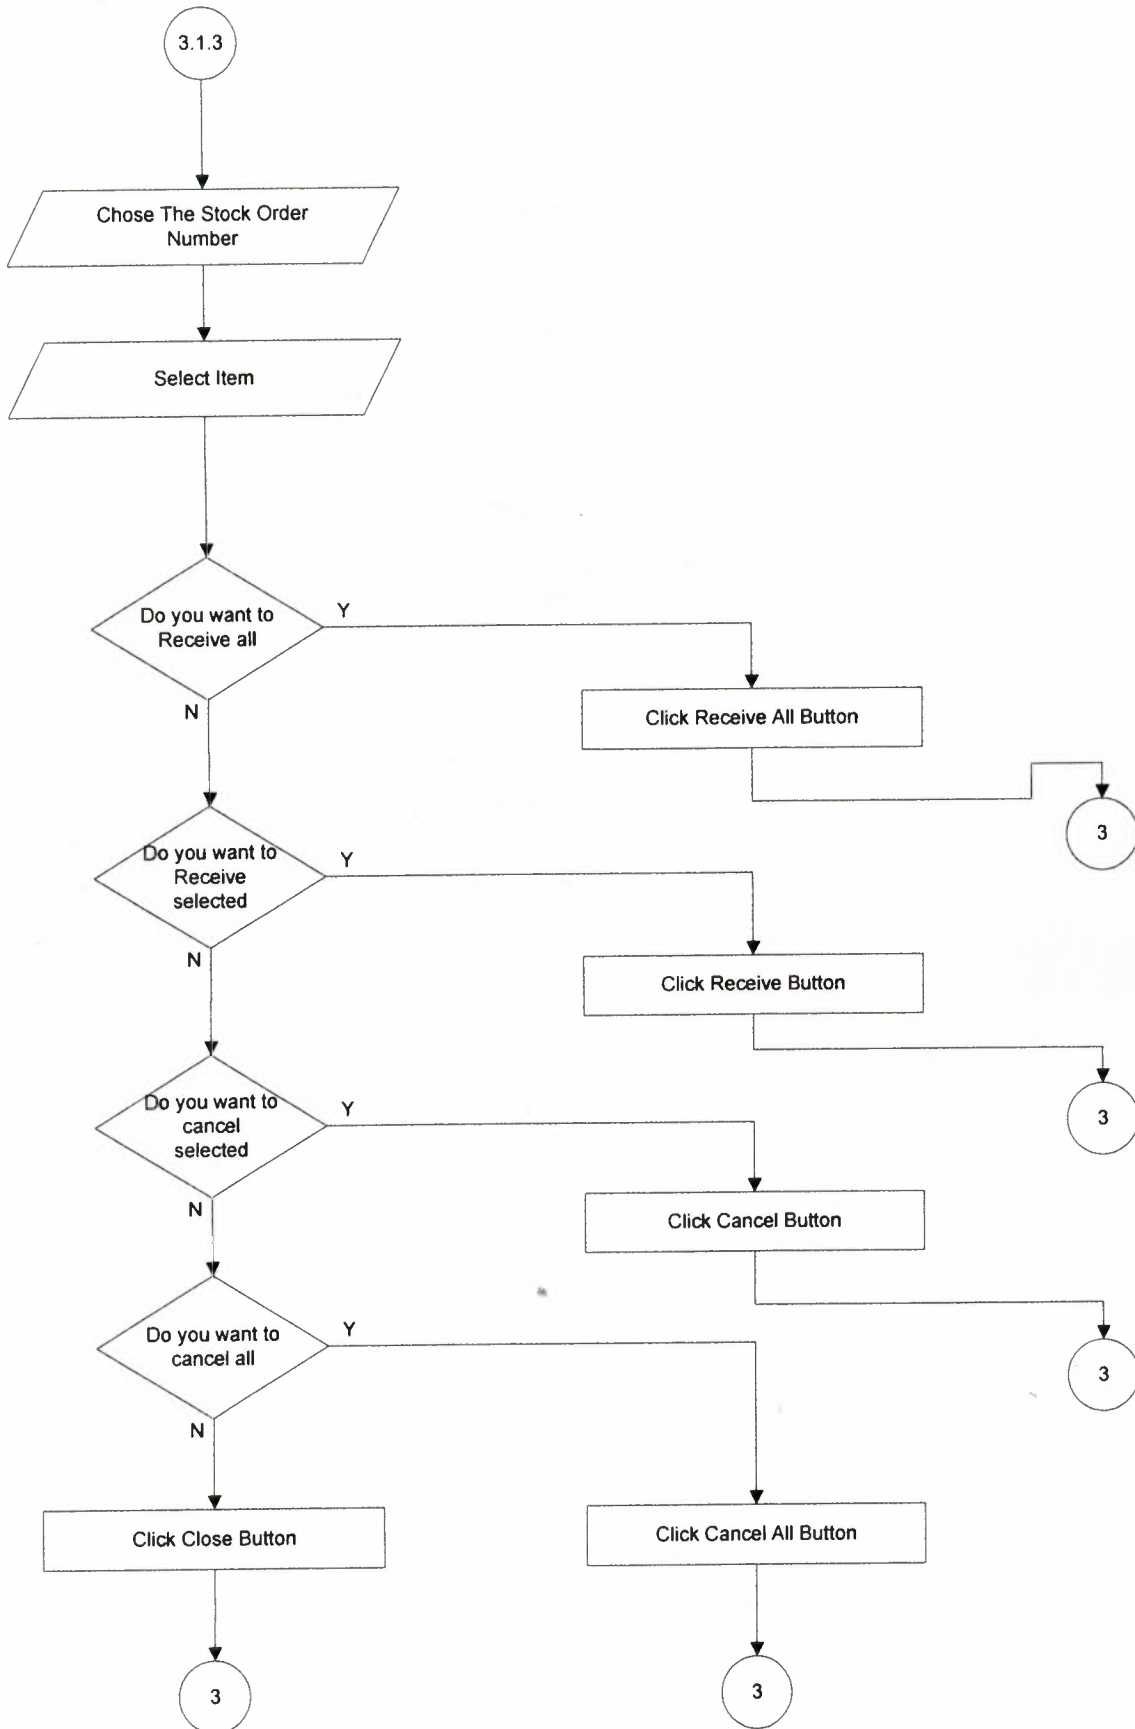 3.1.3
Chose The Stock Order
Number
Select Item
Do you want to
Receive all
Y
N
Click Receive All Button
3
Do you want to
Receive
selected
Y
N
Click Receive Button
3
Do you want to
cancel
selected
Y
N
Click Cancel Button
3
Do you want to
cancel all
Y
N
Click Close Button
Click Cancel All Button
3
3